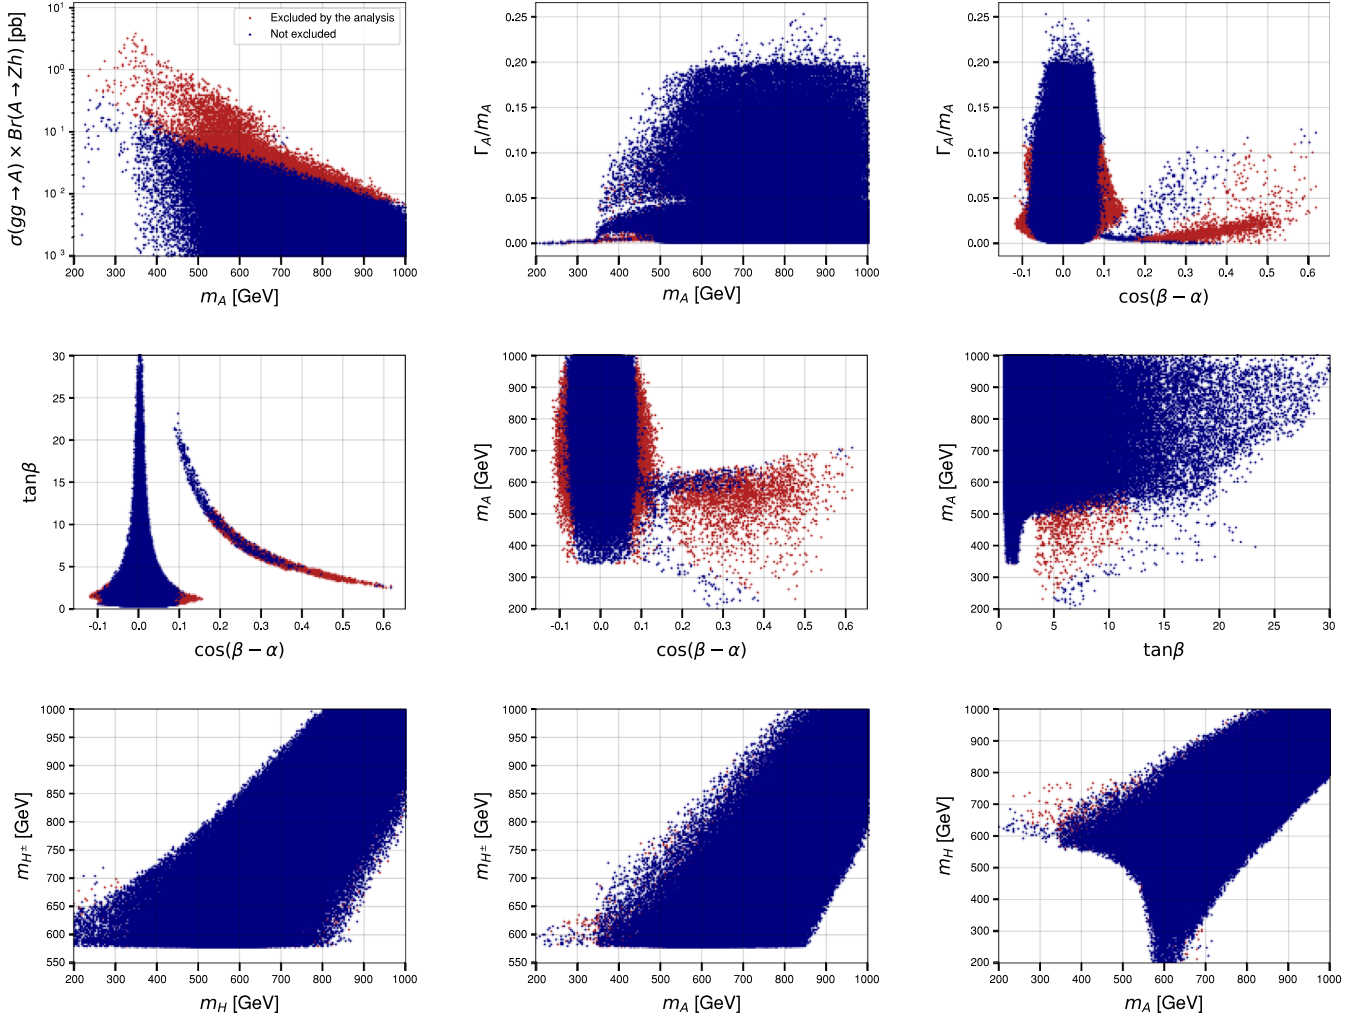 σ(gg → A) × Br(A → Zh) [pb]
10¹
10⁰
10⁻¹
10⁻²
10⁻³
Excluded by the analysis
Not excluded
200 300 400 500 600 700 800 900 1000
m_A [GeV]
Γ_A/m_A
0.25
0.20
0.15
0.10
0.05
0.00
200 300 400 500 600 700 800 900 1000
m_A [GeV]
Γ_A/m_A
0.25
0.20
0.15
0.10
0.05
0.00
-0.1 0.0 0.1 0.2 0.3 0.4 0.5 0.6
cos(β − α)
tanβ
30
25
20
15
10
5
0
-0.1 0.0 0.1 0.2 0.3 0.4 0.5 0.6
cos(β − α)
m_A [GeV]
1000
900
800
700
600
500
400
300
200
-0.1 0.0 0.1 0.2 0.3 0.4 0.5 0.6
cos(β − α)
m_A [GeV]
1000
900
800
700
600
500
400
300
200
0 5 10 15 20 25 30
tanβ
m_H± [GeV]
1000
950
900
850
800
750
700
650
600
550
200 300 400 500 600 700 800 900 1000
m_H [GeV]
m_H± [GeV]
1000
950
900
850
800
750
700
650
600
550
200 300 400 500 600 700 800 900 1000
m_A [GeV]
m_H [GeV]
1000
900
800
700
600
500
400
300
200
200 300 400 500 600 700 800 900 1000
m_A [GeV]